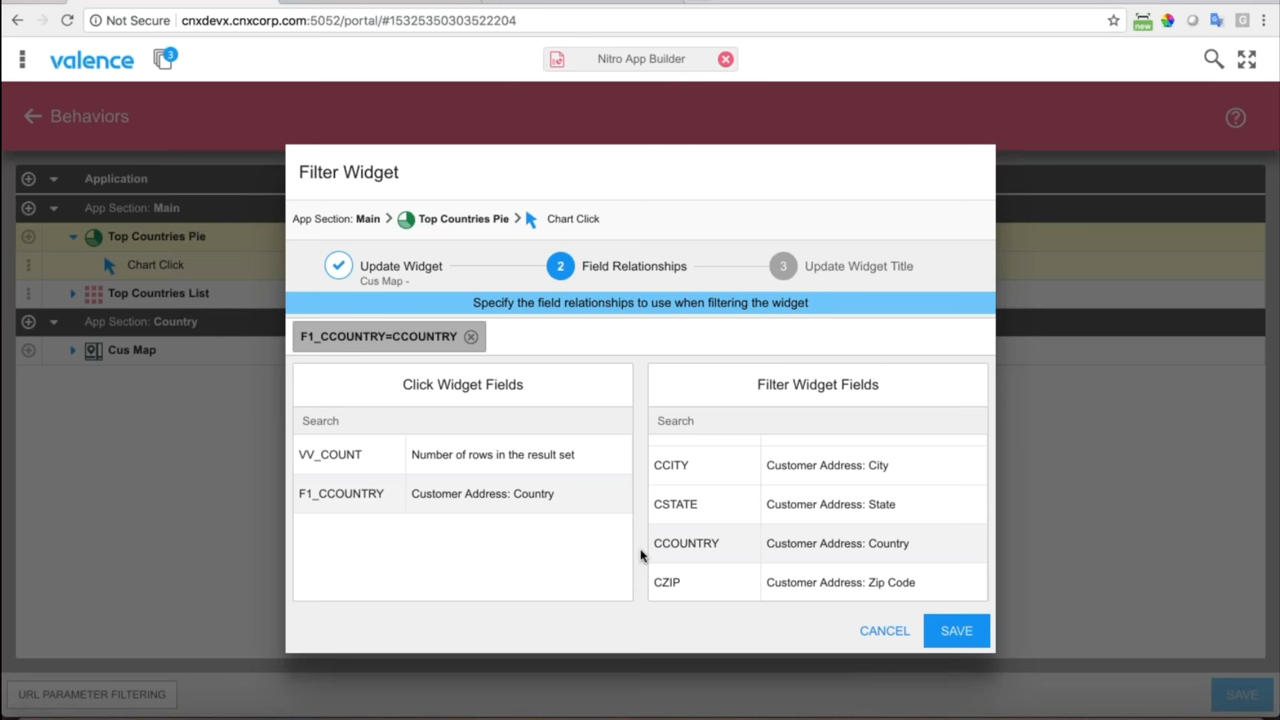 Not Secure | cnxdevx.cnxcorp.com:5052/portal/#15325350303522204
new
G
valence
3
Nitro App Builder
Behaviors
Application
App Section: Main
Top Countries Pie
Chart Click
Top Countries List
App Section: Country
Cus Map
Filter Widget
App Section: Main > Top Countries Pie > Chart Click
Update Widget
Cus Map -
2 Field Relationships
3 Update Widget Title
Specify the field relationships to use when filtering the widget
F1_CCOUNTRY=CCOUNTRY
Click Widget Fields
Search
VV_COUNT Number of rows in the result set
F1_CCOUNTRY Customer Address: Country
Filter Widget Fields
Search
CCITY Customer Address: City
CSTATE Customer Address: State
CCOUNTRY Customer Address: Country
CZIP Customer Address: Zip Code
CANCEL
SAVE
URL PARAMETER FILTERING
SAVE